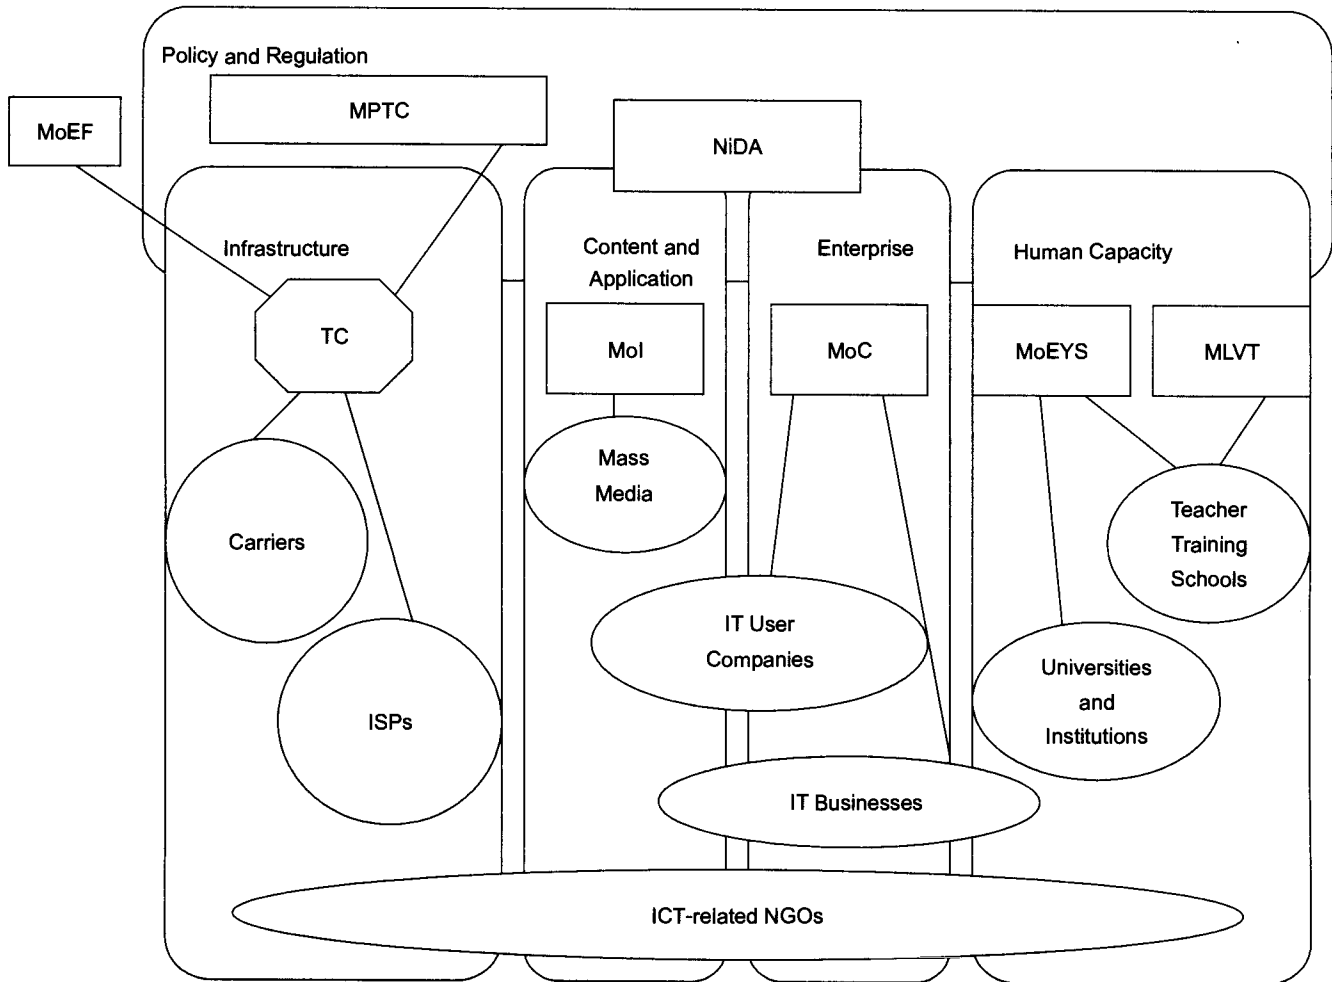 Policy and Regulation
MoEF
MPTC
NiDA
Infrastructure
Content and
Application
Enterprise
Human Capacity
TC
MoI
MoC
MoEYS
MLVT
Mass
Media
Carriers
Teacher
Training
Schools
IT User
Companies
Universities
and
Institutions
ISPs
IT Businesses
ICT-related NGOs